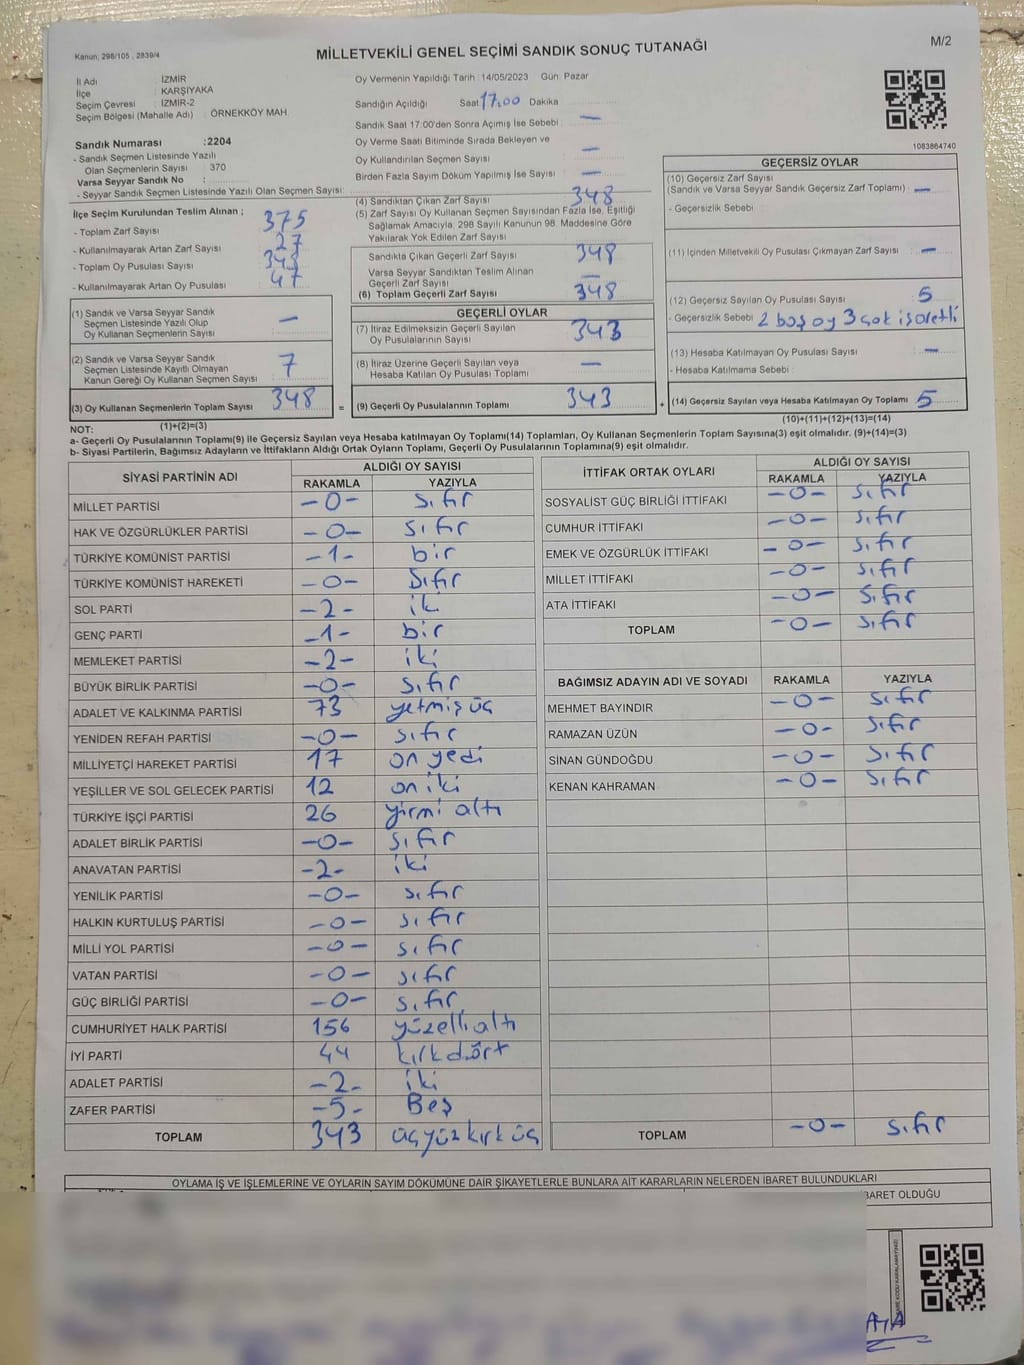 Kanun: 298/105 , 2839/4
MİLLETVEKİLİ GENEL SEÇİMİ SANDIK SONUÇ TUTANAĞI
M/2
İl Adı : İZMİR
İlçe : KARŞIYAKA
Seçim Çevresi : İZMİR-2
Seçim Bölgesi (Mahalle Adı) : ÖRNEKKÖY MAH.
Sandık Numarası :2204
- Sandık Seçmen Listesinde Yazılı
Olan Seçmenlerin Sayısı : 370
Varsa Seyyar Sandık No :
- Seyyar Sandık Seçmen Listesinde Yazılı Olan Seçmen Sayısı:
Oy Vermenin Yapıldığı Tarih : 14/05/2023 Gün: Pazar
Sandığın Açıldığı Saat 17.00 Dakika
Sandık Saat 17:00'den Sonra Açımış İse Sebebi : —
Oy Verme Saati Bitiminde Sırada Bekleyen ve
Oy Kullandırılan Seçmen Sayısı : —
Birden Fazla Sayım Döküm Yapılmış İse Sayısı : —
1083864740
İlçe Seçim Kurulundan Teslim Alınan ;
- Toplam Zarf Sayısı : 375
- Kullanılmayarak Artan Zarf Sayısı : 27
- Toplam Oy Pusulası Sayısı :
- Kullanılmayarak Artan Oy Pusulası : 47
(1) Sandık ve Varsa Seyyar Sandık
Seçmen Listesinde Yazılı Olup
Oy Kullanan Seçmenlerin Sayısı : —
(2) Sandık ve Varsa Seyyar Sandık
Seçmen Listesinde Kayıtlı Olmayan
Kanun Gereği Oy Kullanan Seçmen Sayısı : 7
(3) Oy Kullanan Seçmenlerin Toplam Sayısı 348
(1)+(2)=(3)
(4) Sandıktan Çıkan Zarf Sayısı : 348
(5) Zarf Sayısı Oy Kullanan Seçmen Sayısından Fazla İse, Eşitliği
Sağlamak Amacıyla, 298 Sayılı Kanunun 98. Maddesine Göre
Yakılarak Yok Edilen Zarf Sayısı :
Sandıkta Çıkan Geçerli Zarf Sayısı : 348
Varsa Seyyar Sandıktan Teslim Alınan
Geçerli Zarf Sayısı : —
(6) Toplam Geçerli Zarf Sayısı : 348
GEÇERLİ OYLAR
(7) İtiraz Edilmeksizin Geçerli Sayılan
Oy Pusulalarının Sayısı : 343
(8) İtiraz Üzerine Geçerli Sayılan veya
Hesaba Katılan Oy Pusulası Toplamı : —
= (9) Geçerli Oy Pusulalarının Toplamı : 343
GEÇERSİZ OYLAR
(10) Geçersiz Zarf Sayısı
(Sandık ve Varsa Seyyar Sandık Geçersiz Zarf Toplamı) : —
- Geçersizlik Sebebi :
(11) İçinden Milletvekili Oy Pusulası Çıkmayan Zarf Sayısı : —
(12) Geçersiz Sayılan Oy Pusulası Sayısı : 5
- Geçersizlik Sebebi : 2 boş oy 3 çok işaretli
(13) Hesaba Katılmayan Oy Pusulası Sayısı : —
- Hesaba Katılmama Sebebi :
+ (14) Geçersiz Sayılan veya Hesaba Katılmayan Oy Toplamı : 5
(10)+(11)+(12)+(13)=(14)
NOT:
a- Geçerli Oy Pusulalarının Toplamı(9) ile Geçersiz Sayılan veya Hesaba katılmayan Oy Toplamı(14) Toplamları, Oy Kullanan Seçmenlerin Toplam Sayısına(3) eşit olmalıdır. (9)+(14)=(3)
b- Siyasi Partilerin, Bağımsız Adayların ve İttifakların Aldığı Ortak Oyların Toplamı, Geçerli Oy Pusulalarının Toplamına(9) eşit olmalıdır.
SİYASİ PARTİNİN ADI ALDIĞI OY SAYISI
RAKAMLA YAZIYLA
MİLLET PARTİSİ -0- sıfır
HAK VE ÖZGÜRLÜKLER PARTİSİ -0- sıfır
TÜRKİYE KOMÜNİST PARTİSİ -1- bir
TÜRKİYE KOMÜNİST HAREKETİ -0- sıfır
SOL PARTİ -2- iki
GENÇ PARTİ -1- bir
MEMLEKET PARTİSİ -2- iki
BÜYÜK BİRLİK PARTİSİ -0- sıfır
ADALET VE KALKINMA PARTİSİ 73 yetmiş üç
YENİDEN REFAH PARTİSİ -0- sıfır
MİLLİYETÇİ HAREKET PARTİSİ 17 on yedi
YEŞİLLER VE SOL GELECEK PARTİSİ 12 on iki
TÜRKİYE İŞÇİ PARTİSİ 26 yirmi altı
ADALET BİRLİK PARTİSİ -0- sıfır
ANAVATAN PARTİSİ -2- iki
YENİLİK PARTİSİ -0- sıfır
HALKIN KURTULUŞ PARTİSİ -0- sıfır
MİLLİ YOL PARTİSİ -0- sıfır
VATAN PARTİSİ -0- sıfır
GÜÇ BİRLİĞİ PARTİSİ -0- sıfır
CUMHURİYET HALK PARTİSİ 156 yüzelli altı
İYİ PARTİ 44 kırk dört
ADALET PARTİSİ -2- iki
ZAFER PARTİSİ -5- Beş
TOPLAM 343 üçyüz kırk üç
İTTİFAK ORTAK OYLARI ALDIĞI OY SAYISI
RAKAMLA YAZIYLA
SOSYALİST GÜÇ BİRLİĞİ İTTİFAKI -0- sıfır
CUMHUR İTTİFAKI -0- sıfır
EMEK VE ÖZGÜRLÜK İTTİFAKI -0- sıfır
MİLLET İTTİFAKI -0- sıfır
ATA İTTİFAKI -0- sıfır
TOPLAM -0- sıfır
BAĞIMSIZ ADAYIN ADI VE SOYADI RAKAMLA YAZIYLA
MEHMET BAYINDIR -0- sıfır
RAMAZAN ÜZÜN -0- sıfır
SİNAN GÜNDOĞDU -0- sıfır
KENAN KAHRAMAN -0- sıfır
TOPLAM -0- sıfır
OYLAMA İŞ VE İŞLEMLERİNE VE OYLARIN SAYIM DÖKÜMÜNE DAİR ŞİKAYETLERLE BUNLARA AİT KARARLARIN NELERDEN İBARET BULUNDUKLARI
BARET OLDUĞU